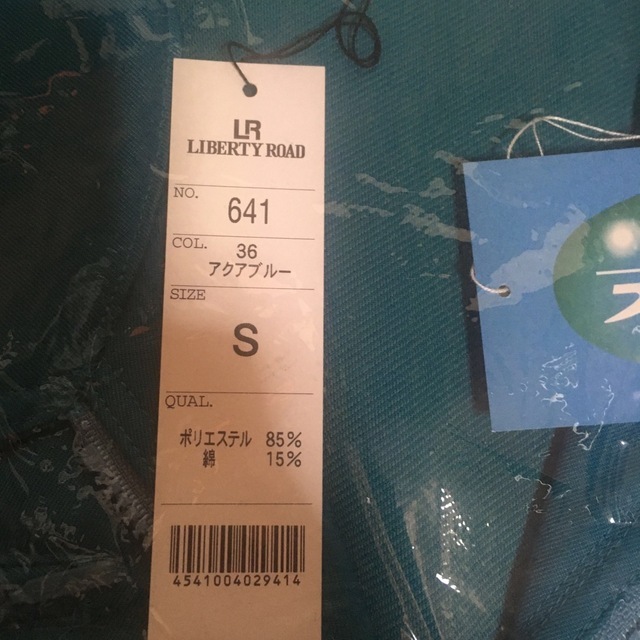 LR
LIBERTY ROAD
NO.
641
COL. 36
アクアブルー
SIZE
S
QUAL.
ポリエステル 85%
綿 15%
4541004029414